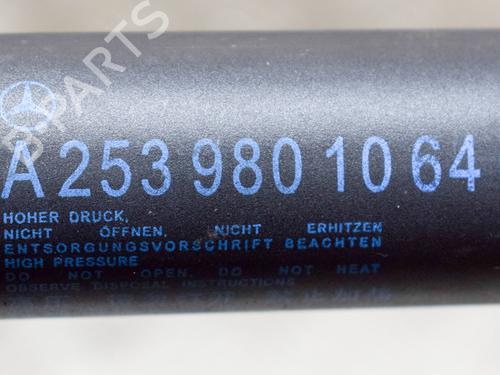 B-PARTS
A 253 980 10 64
HOHER DRUCK,
NICHT ÖFFNEN, NICHT ERHITZEN
ENTSORGUNGSVORSCHRIFT BEACHTEN
HIGH PRESSURE
DO NOT OPEN, DO NOT HEAT
OBSERVE DISPOSAL INSTRUCTIONS